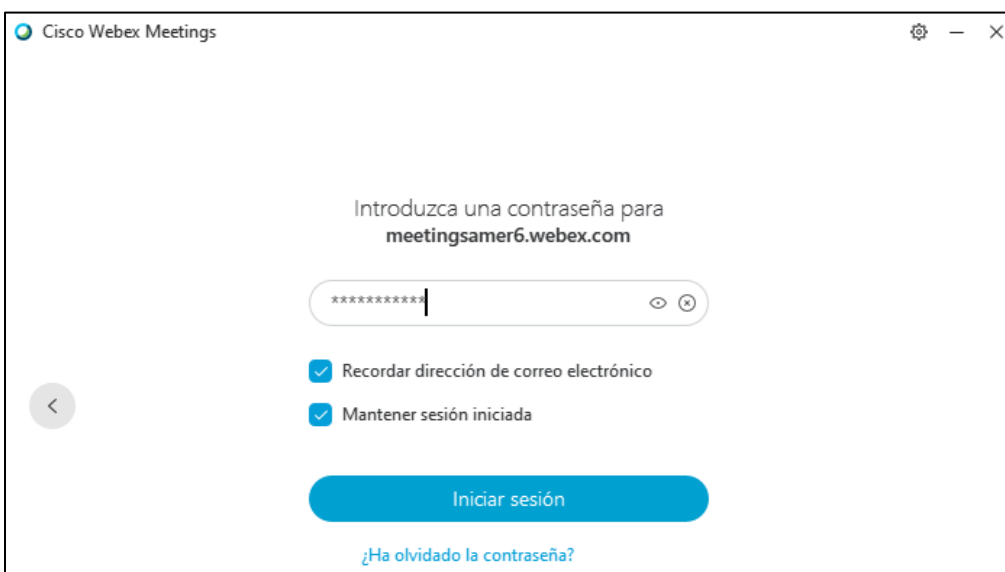 Cisco Webex Meetings
Introduzca una contraseña para
meetingsamer6.webex.com
***********
Recordar dirección de correo electrónico
Mantener sesión iniciada
Iniciar sesión
¿Ha olvidado la contraseña?